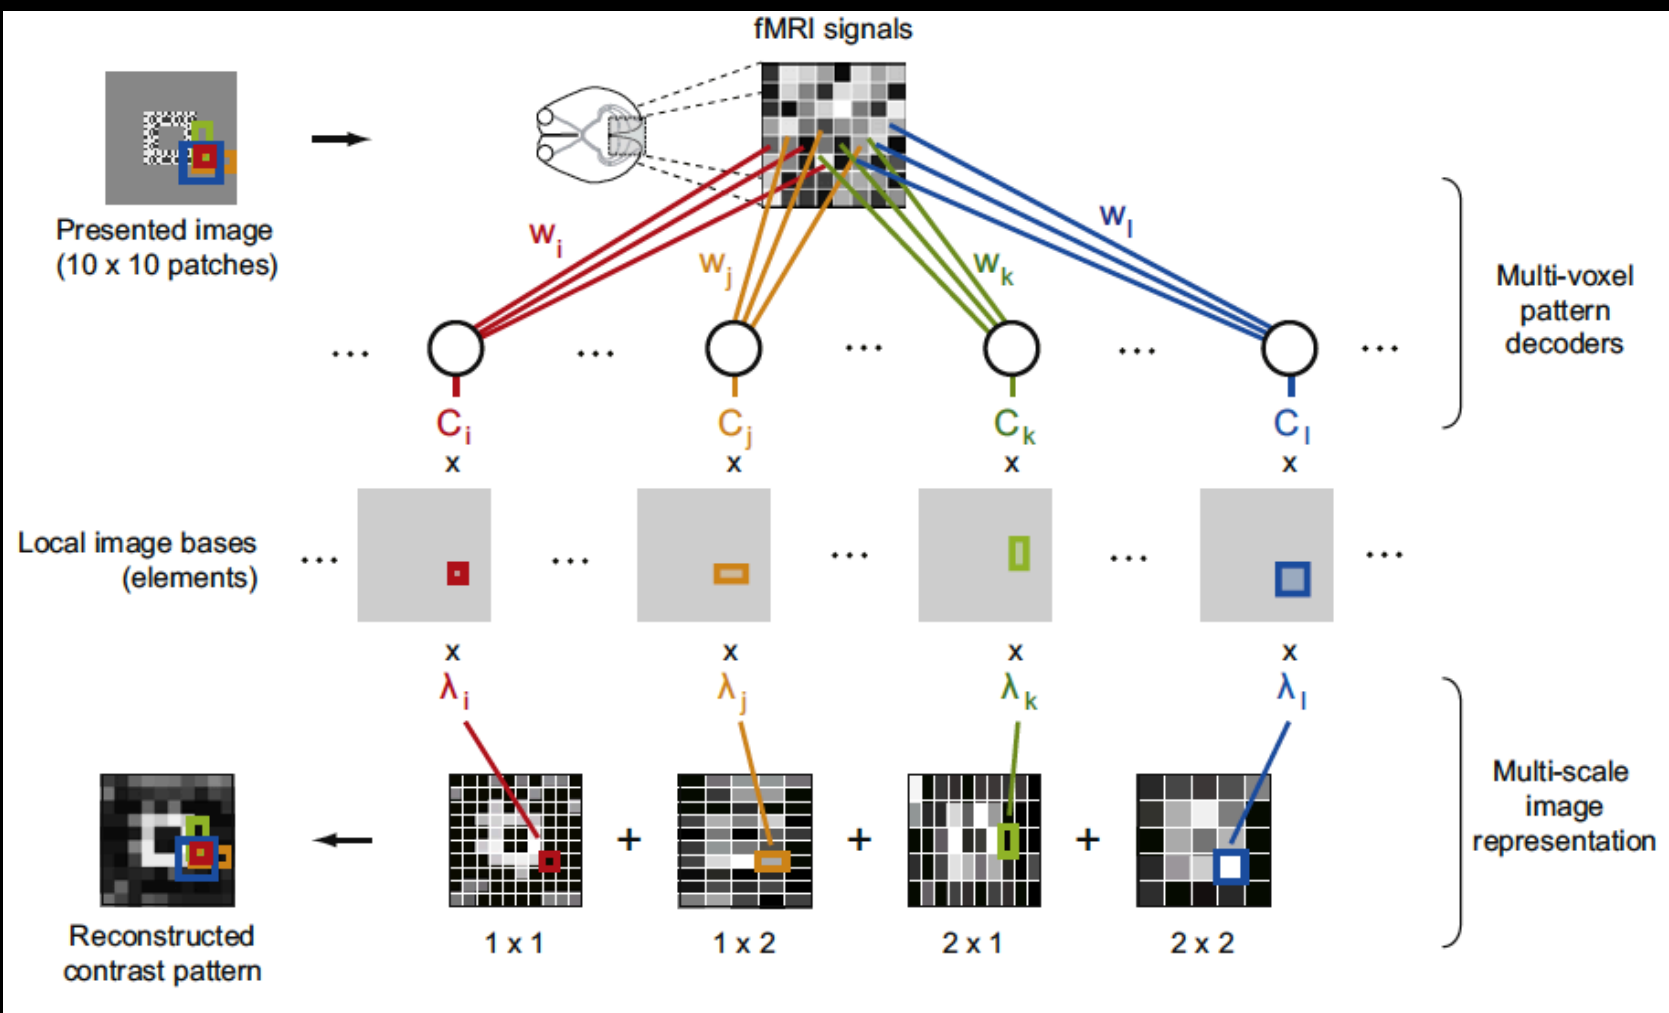 fMRI signals
Presented image
(10 x 10 patches)
w_i
w_j
w_k
w_l
Multi-voxel
pattern
decoders
... ... ... ... ...
C_i C_j C_k C_l
x x x x
Local image bases
(elements)
... ... ... ... ...
x x x x
λ_i λ_j λ_k λ_l
Multi-scale
image
representation
+ + +
Reconstructed
contrast pattern
1 x 1 1 x 2 2 x 1 2 x 2